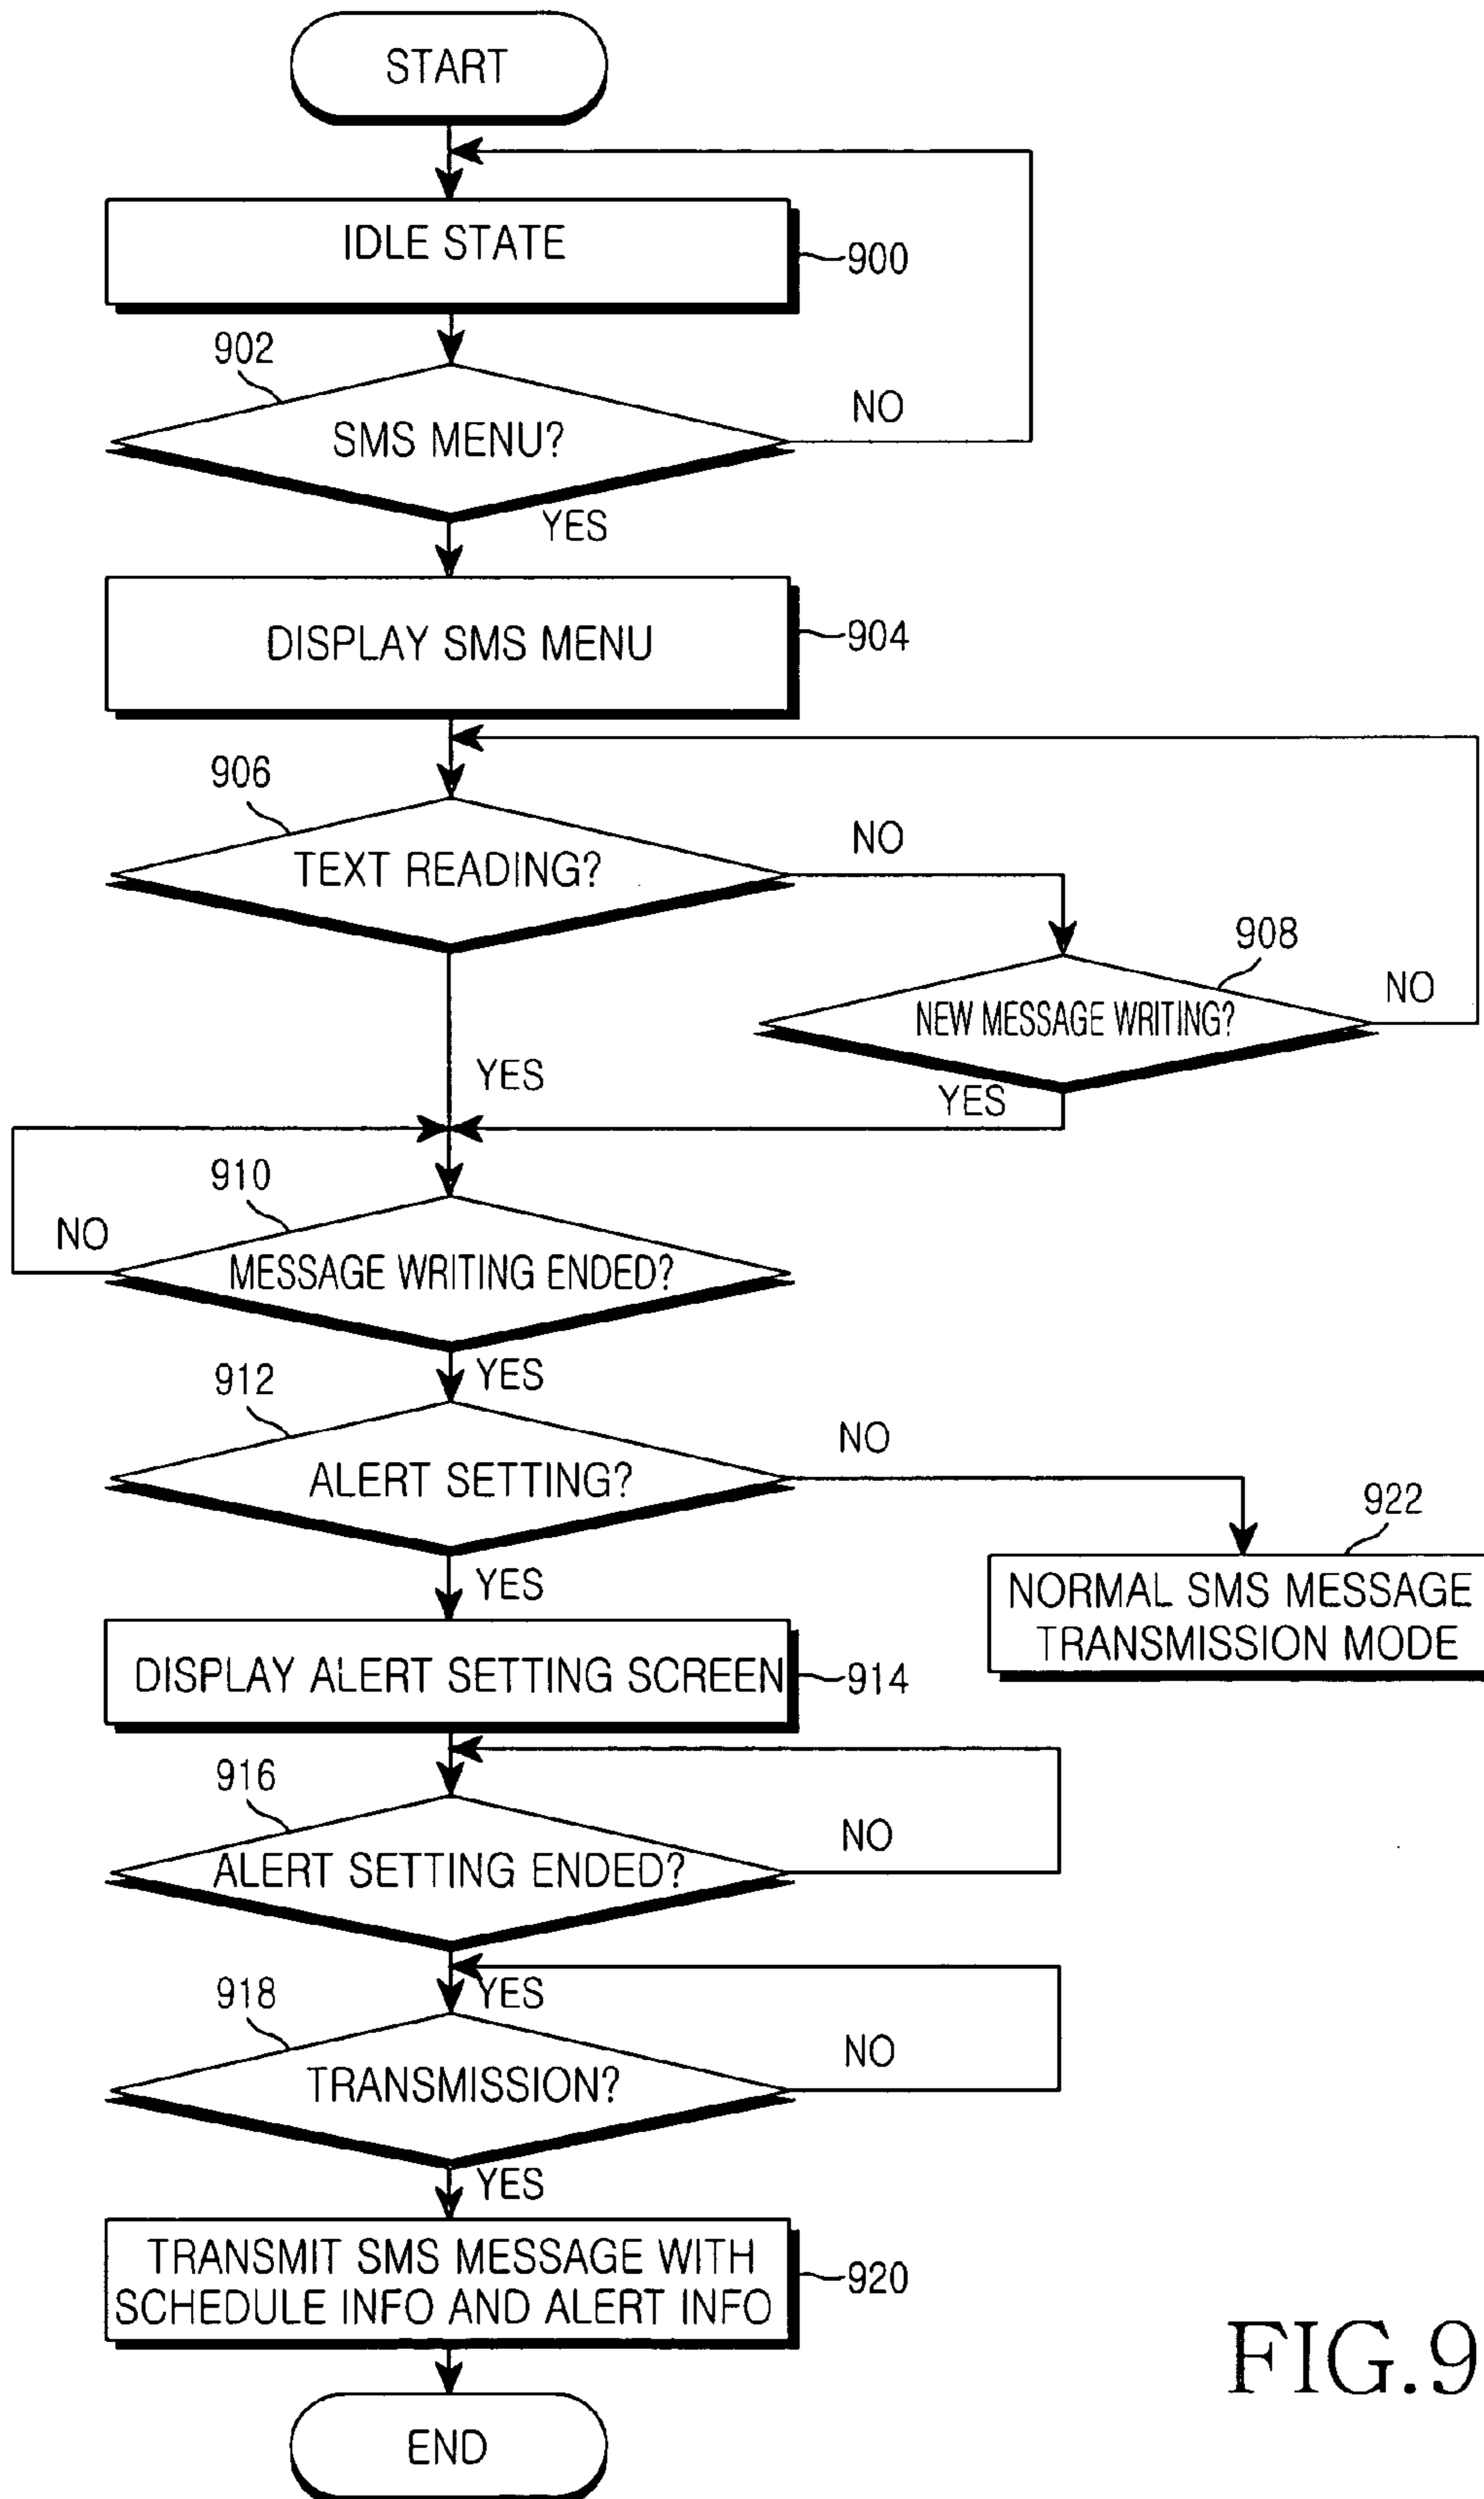 START
IDLE STATE
900
902
NO
SMS MENU?
YES
DISPLAY SMS MENU
904
906
NO
TEXT READING?
908
NO
NEW MESSAGE WRITING?
YES
YES
910
NO
MESSAGE WRITING ENDED?
YES
912
NO
ALERT SETTING?
922
YES
NORMAL SMS MESSAGE
TRANSMISSION MODE
DISPLAY ALERT SETTING SCREEN
914
916
NO
ALERT SETTING ENDED?
YES
918
NO
TRANSMISSION?
YES
TRANSMIT SMS MESSAGE WITH
SCHEDULE INFO AND ALERT INFO
920
FIG.9
END